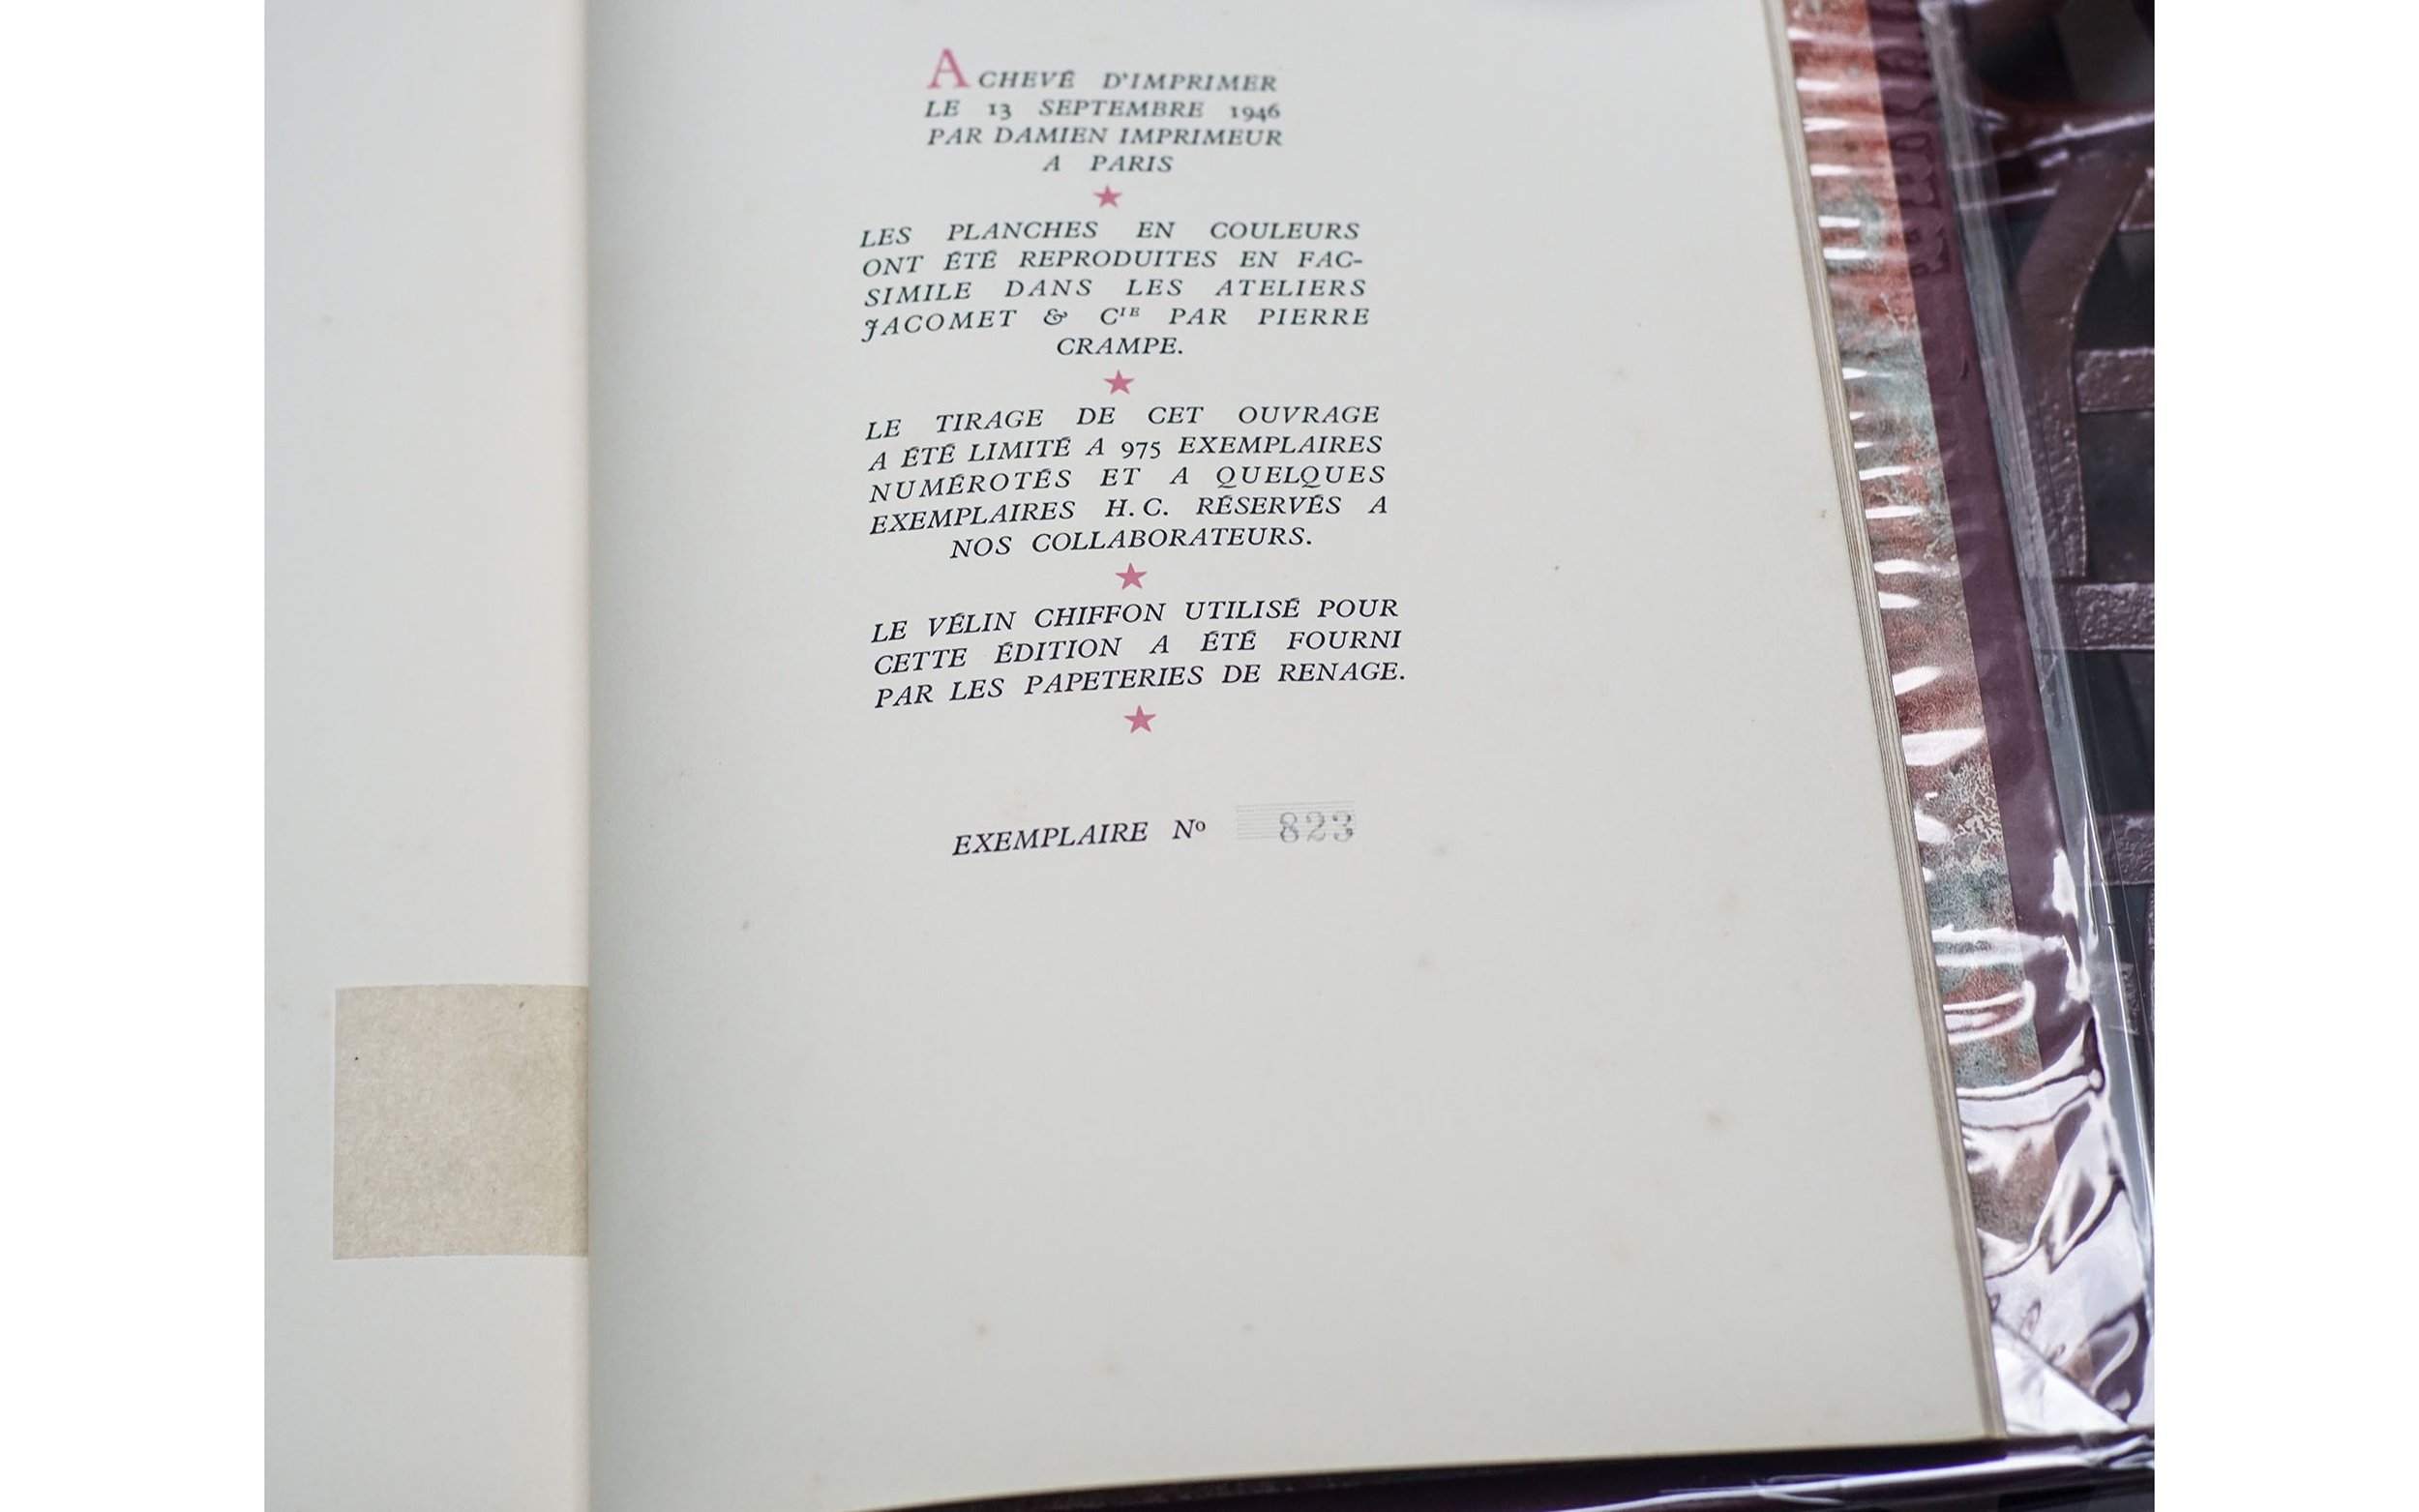 ACHEVÉ D'IMPRIMER
LE 13 SEPTEMBRE 1946
PAR DAMIEN IMPRIMEUR
A PARIS
LES PLANCHES EN COULEURS
ONT ÉTÉ REPRODUITES EN FAC-
SIMILE DANS LES ATELIERS
JACOMET & CIE PAR PIERRE
CRAMPE.
LE TIRAGE DE CET OUVRAGE
A ÉTÉ LIMITÉ A 975 EXEMPLAIRES
NUMÉROTÉS ET A QUELQUES
EXEMPLAIRES H.C. RÉSERVÉS A
NOS COLLABORATEURS.
LE VÉLIN CHIFFON UTILISÉ POUR
CETTE ÉDITION A ÉTÉ FOURNI
PAR LES PAPETERIES DE RENAGE.
EXEMPLAIRE Nº 823